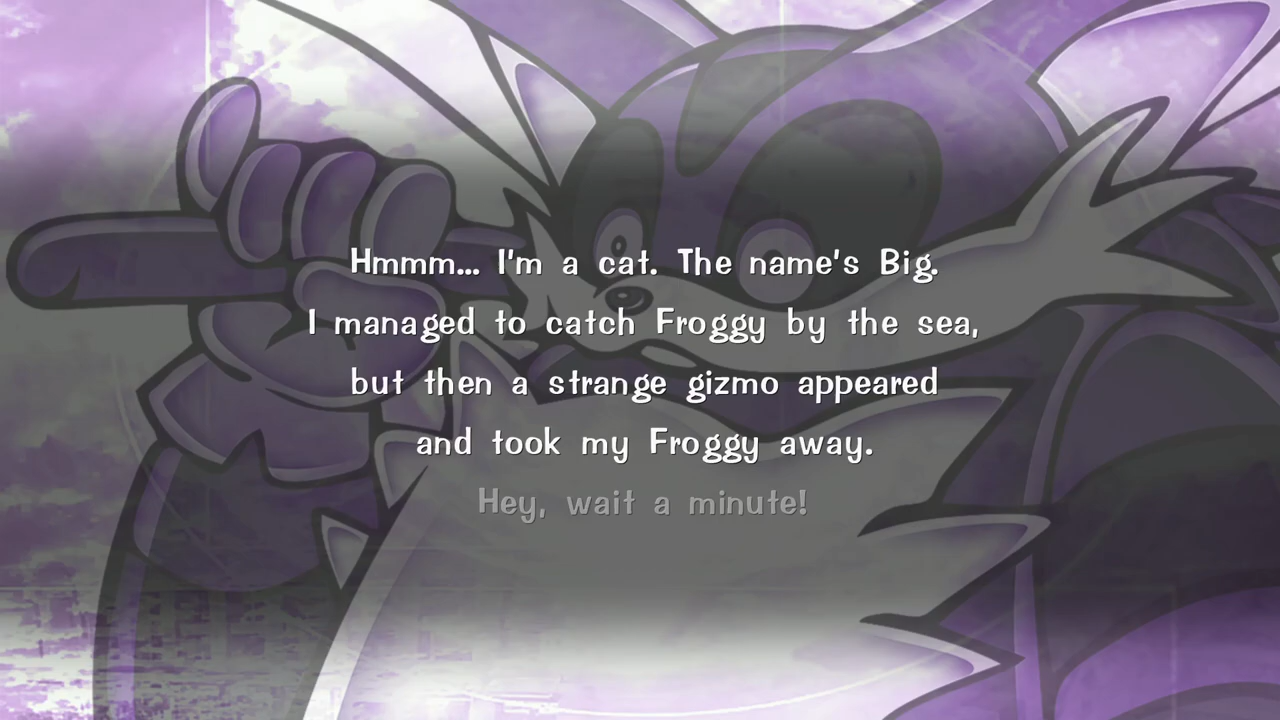 Hmmm... I'm a cat. The name's Big.
I managed to catch Froggy by the sea,
but then a strange gizmo appeared
and took my Froggy away.
Hey, wait a minute!